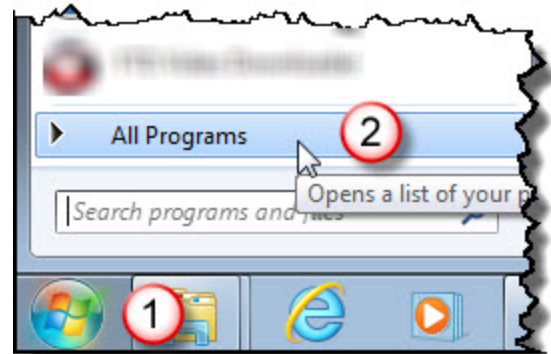 All Programs
2
Opens a list of your p
Search programs and files
1